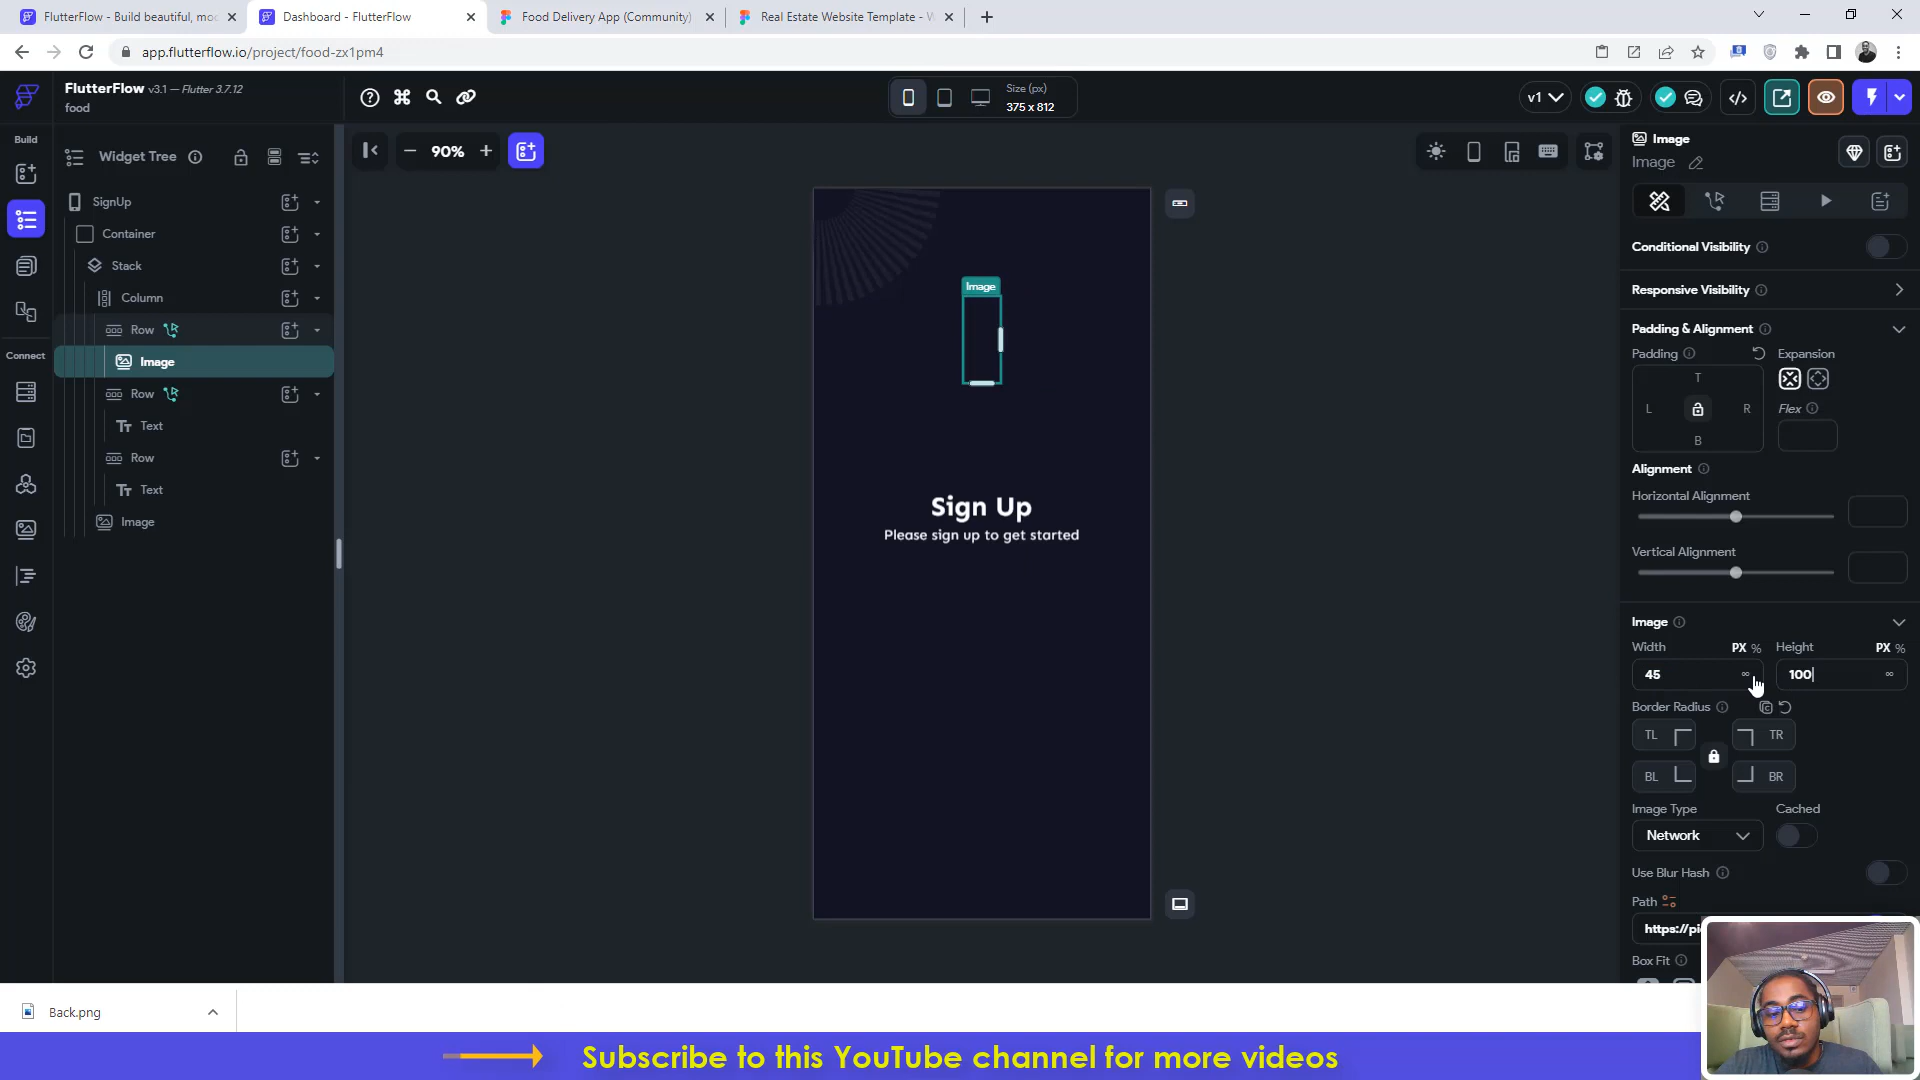 FlutterFlow - Build beautiful, mo
Dashboard - FlutterFlow
Food Delivery App (Community)
Real Estate Website Template - W
app.flutterflow.io/project/food-zx1pm4
FlutterFlow v3.1 — Flutter 3.7.12
food
Size (px)
375 x 812
v1
Build
Connect
Widget Tree
90%
SignUp
Container
Stack
Column
Row
Image
Row
Text
Row
Text
Image
Image
Sign Up
Please sign up to get started
Image
Image
Conditional Visibility
Responsive Visibility
Padding & Alignment
Padding
Expansion
T
L
R
B
Flex
Alignment
Horizontal Alignment
Vertical Alignment
Image
Width PX %
Height PX %
45 ∞
100 ∞
Border Radius
TL
TR
BL
BR
Image Type
Cached
Network
Use Blur Hash
Path
Box Fit
Back.png
Subscribe to this YouTube channel for more videos